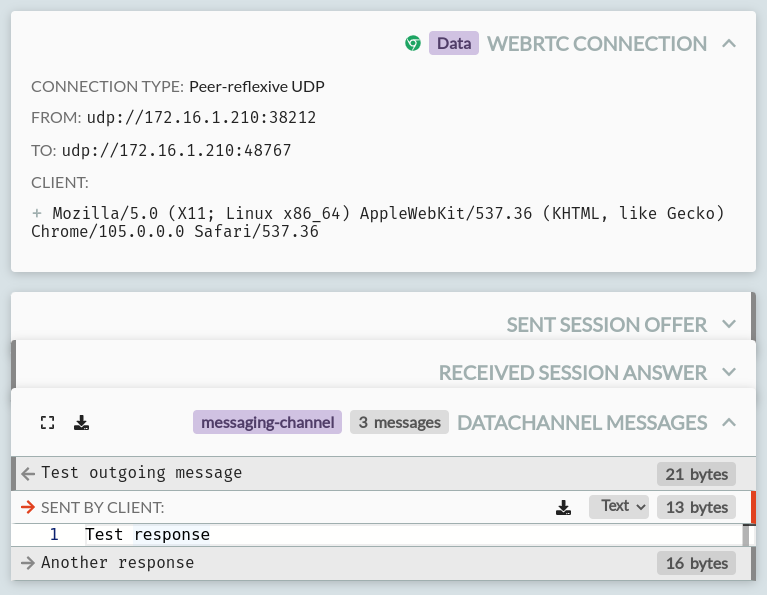 Data WEBRTC CONNECTION
CONNECTION TYPE: Peer-reflexive UDP
FROM: udp://172.16.1.210:38212
TO: udp://172.16.1.210:48767
CLIENT:
+ Mozilla/5.0 (X11; Linux x86_64) AppleWebKit/537.36 (KHTML, like Gecko)
Chrome/105.0.0.0 Safari/537.36
SENT SESSION OFFER
RECEIVED SESSION ANSWER
messaging-channel 3 messages DATACHANNEL MESSAGES
Test outgoing message 21 bytes
SENT BY CLIENT: Text 13 bytes
1 Test response
Another response 16 bytes